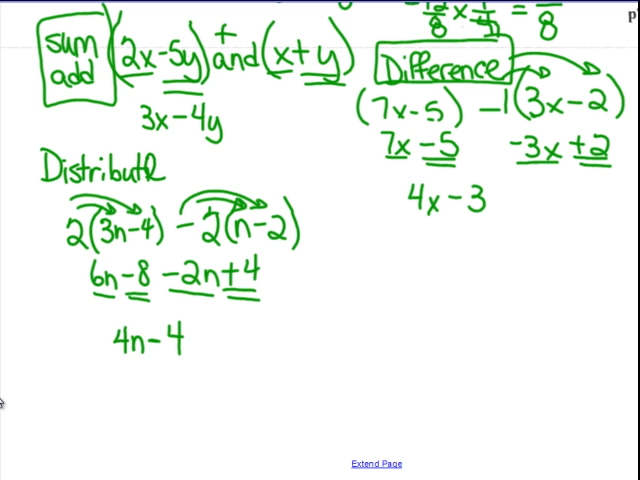 sum
add
(2x-5y) + and (x+y)
3x-4y
Distribute
2(3n-4) -2(n-2)
6n-8 -2n+4
4n-4
Difference
(7x-5) -1(3x-2)
7x-5 -3x+2
4x-3
Extend Page